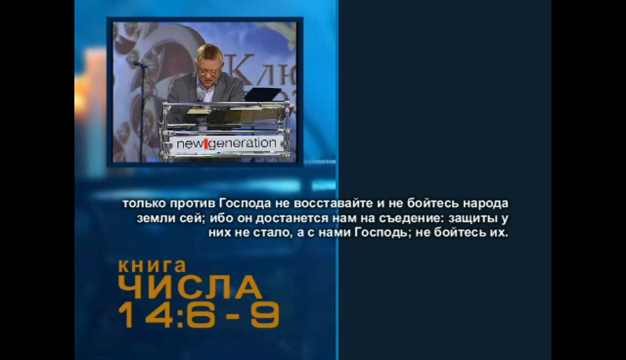 Клю
new generation
только против Господа не восставайте и не бойтесь народа
земли сей; ибо он достанется нам на съедение: защиты у
них не стало, а с нами Господь; не бойтесь их.
книга
ЧИСЛА
14:6-9